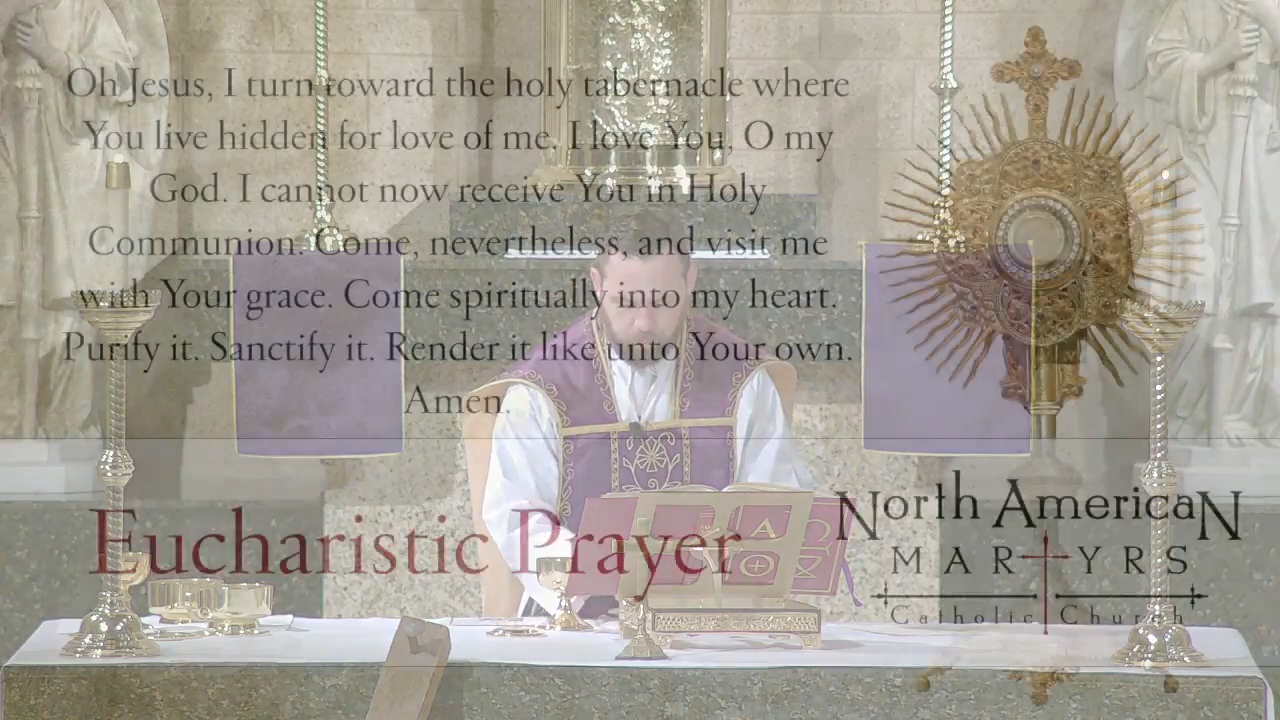 Oh Jesus, I turn toward the holy tabernacle where
You live hidden for love of me. I love You, O my
God. I cannot now receive You in Holy
Communion. Come, nevertheless, and visit me
with Your grace. Come spiritually into my heart.
Purify it. Sanctify it. Render it like unto Your own.
Amen.
Eucharistic Prayer
North American
MARTYRS
Catholic Church
Α Ω